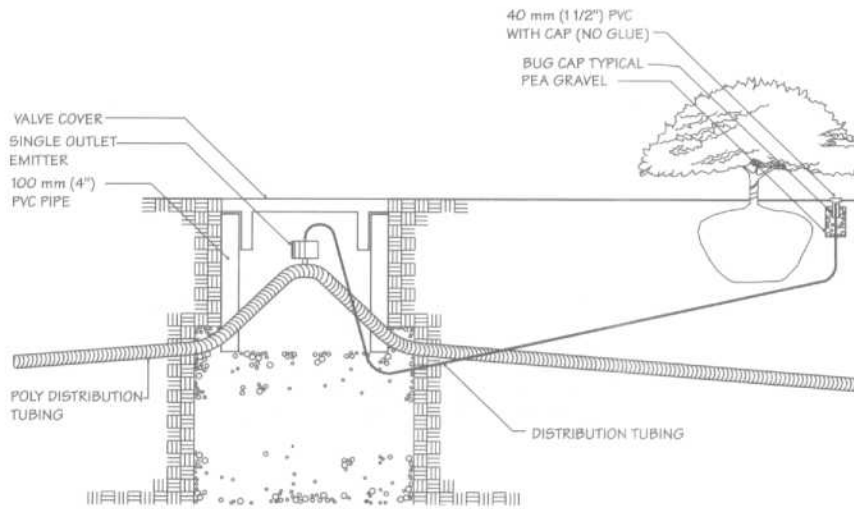 40 mm (1 1/2") PVC
WITH CAP (NO GLUE)
BUG CAP TYPICAL
PEA GRAVEL
VALVE COVER
SINGLE OUTLET
EMITTER
100 mm (4")
PVC PIPE
POLY DISTRIBUTION
TUBING
DISTRIBUTION TUBING